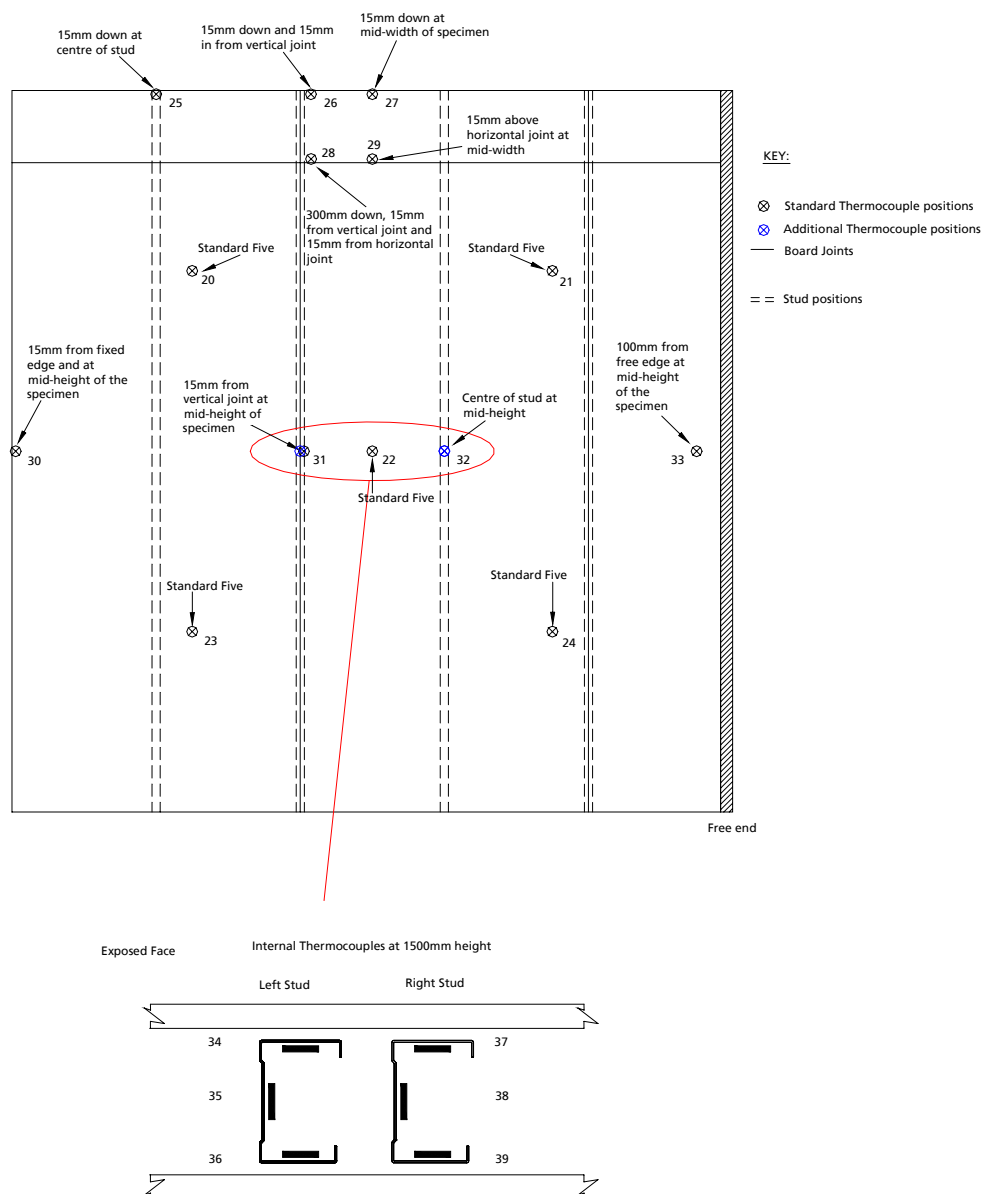 15mm down at
centre of stud
15mm down and 15mm
in from vertical joint
15mm down at
mid-width of specimen
25
26
27
15mm above
horizontal joint at
mid-width
28
29
300mm down, 15mm
from vertical joint and
15mm from horizontal
joint
KEY:
Standard Thermocouple positions
Additional Thermocouple positions
Board Joints
Stud positions
Standard Five
20
Standard Five
21
15mm from fixed
edge and at
mid-height of the
specimen
15mm from
vertical joint at
mid-height of
specimen
Centre of stud at
mid-height
100mm from
free edge at
mid-height
of the
specimen
30
31
22
32
33
Standard Five
Standard Five
23
Standard Five
24
Free end
Exposed Face
Internal Thermocouples at 1500mm height
Left Stud
Right Stud
34
37
35
38
36
39